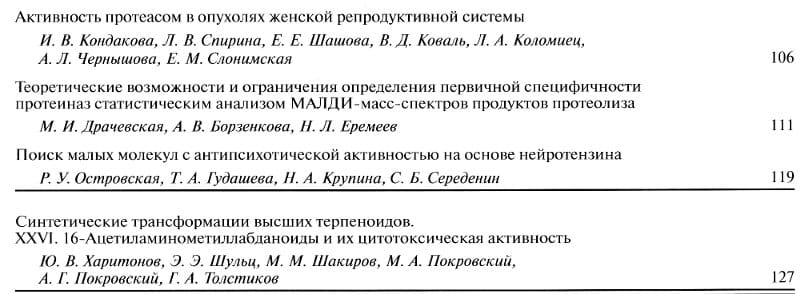 Активность протеасом в опухолях женской репродуктивной системы
И. В. Кондакова, Л. В. Спирина, Е. Е. Шашова, В. Д. Коваль, Л. А. Коломиец,
А. Л. Чернышова, Е. М. Слонимская 106
Теоретические возможности и ограничения определения первичной специфичности
протеиназ статистическим анализом МАЛДИ-масс-спектров продуктов протеолиза
М. И. Драчевская, А. В. Борзенкова, Н. Л. Еремеев 111
Поиск малых молекул с антипсихотической активностью на основе нейротензина
Р. У. Островская, Т. А. Гудашева, Н. А. Крупина, С. Б. Середенин 119
Синтетические трансформации высших терпеноидов.
XXVI. 16-Ацетиламинометиллабданоиды и их цитотоксическая активность
Ю. В. Харитонов, Э. Э. Шульц, М. М. Шакиров, М. А. Покровский,
А. Г. Покровский, Г. А. Толстиков 127